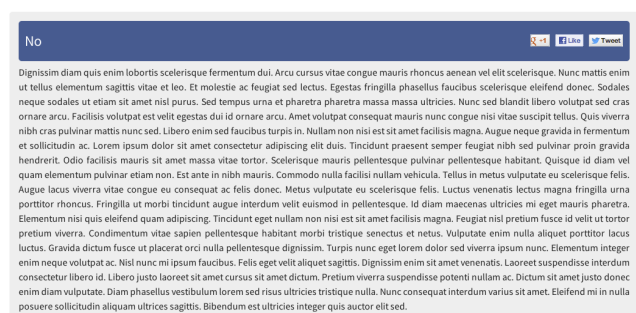 No
+1 Like Tweet
Dignissim diam quis enim lobortis scelerisque fermentum dui. Arcu cursus vitae congue mauris rhoncus aenean vel elit scelerisque. Nunc mattis enim
ut tellus elementum sagittis vitae et leo. Et molestie ac feugiat sed lectus. Egestas fringilla phasellus faucibus scelerisque eleifend donec. Sodales
neque sodales ut etiam sit amet nisl purus. Sed tempus urna et pharetra pharetra massa massa ultricies. Nunc sed blandit libero volutpat sed cras
ornare arcu. Facilisis volutpat est velit egestas dui id ornare arcu. Amet volutpat consequat mauris nunc congue nisi vitae suscipit tellus. Quis viverra
nibh cras pulvinar mattis nunc sed. Libero enim sed faucibus turpis in. Nullam non nisi est sit amet facilisis magna. Augue neque gravida in fermentum
et sollicitudin ac. Lorem ipsum dolor sit amet consectetur adipiscing elit duis. Tincidunt praesent semper feugiat nibh sed pulvinar proin gravida
hendrerit. Odio facilisis mauris sit amet massa vitae tortor. Scelerisque mauris pellentesque pulvinar pellentesque habitant. Quisque id diam vel
quam elementum pulvinar etiam non. Est ante in nibh mauris. Commodo nulla facilisi nullam vehicula. Tellus in metus vulputate eu scelerisque felis.
Augue lacus viverra vitae congue eu consequat ac felis donec. Metus vulputate eu scelerisque felis. Luctus venenatis lectus magna fringilla urna
porttitor rhoncus. Fringilla ut morbi tincidunt augue interdum velit euismod in pellentesque. Id diam maecenas ultricies mi eget mauris pharetra.
Elementum nisi quis eleifend quam adipiscing. Tincidunt eget nullam non nisi est sit amet facilisis magna. Feugiat nisl pretium fusce id velit ut tortor
pretium viverra. Condimentum vitae sapien pellentesque habitant morbi tristique senectus et netus. Vulputate enim nulla aliquet porttitor lacus
luctus. Gravida dictum fusce ut placerat orci nulla pellentesque dignissim. Turpis nunc eget lorem dolor sed viverra ipsum nunc. Elementum integer
enim neque volutpat ac. Nisl nunc mi ipsum faucibus. Felis eget velit aliquet sagittis. Dignissim enim sit amet venenatis. Laoreet suspendisse interdum
consectetur libero id. Libero justo laoreet sit amet cursus sit amet dictum. Pretium viverra suspendisse potenti nullam ac. Dictum sit amet justo donec
enim diam vulputate. Diam phasellus vestibulum lorem sed risus ultricies tristique nulla. Nunc consequat interdum varius sit amet. Eleifend mi in nulla
posuere sollicitudin aliquam ultrices sagittis. Bibendum est ultricies integer quis auctor elit sed.